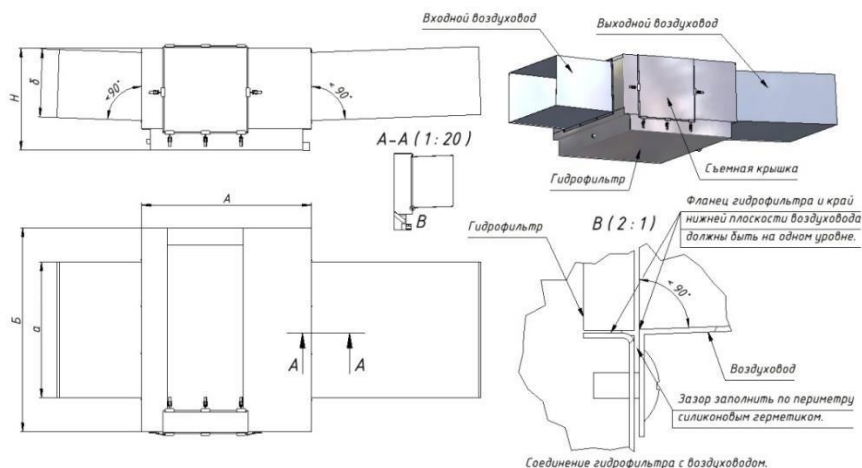 Входной воздуховод
Выходной воздуховод
Н
б
<90°
<90°
А-А (1:20)
В
Съемная крышка
Гидрофильтр
А
Б
а
А
А
Гидрофильтр
В (2:1)
Фланец гидрофильтра и край
нижней плоскости воздуховода
должны быть на одном уровне.
<90°
Воздуховод
Зазор заполнить по периметру
силиконовым герметиком.
Соединение гидрофильтра с воздуховодом.